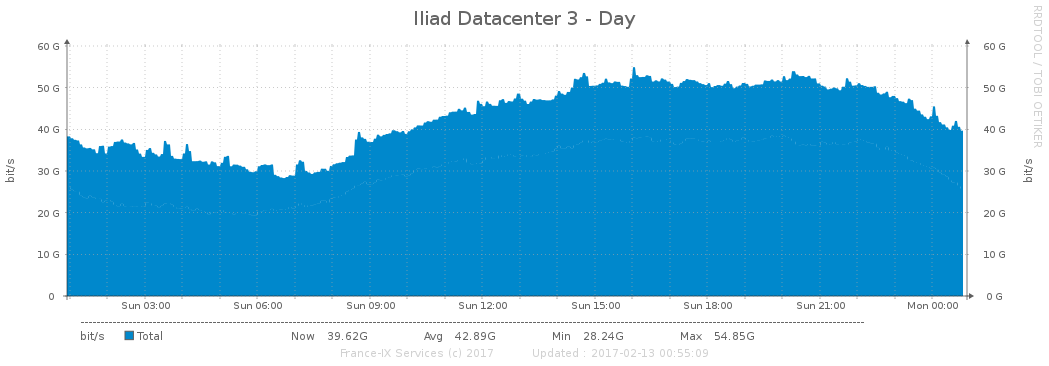 Iliad Datacenter 3 - Day
RRDTOOL / TOBI OETIKER
60 G 60 G
50 G 50 G
40 G 40 G
30 G 30 G
20 G 20 G
10 G 10 G
0 0 G
bit/s bit/s
Sun 03:00 Sun 06:00 Sun 09:00 Sun 12:00 Sun 15:00 Sun 18:00 Sun 21:00 Mon 00:00
bit/s Total Now 39.62G Avg 42.89G Min 28.24G Max 54.85G
France-IX Services (c) 2017 Updated : 2017-02-13 00:55:09